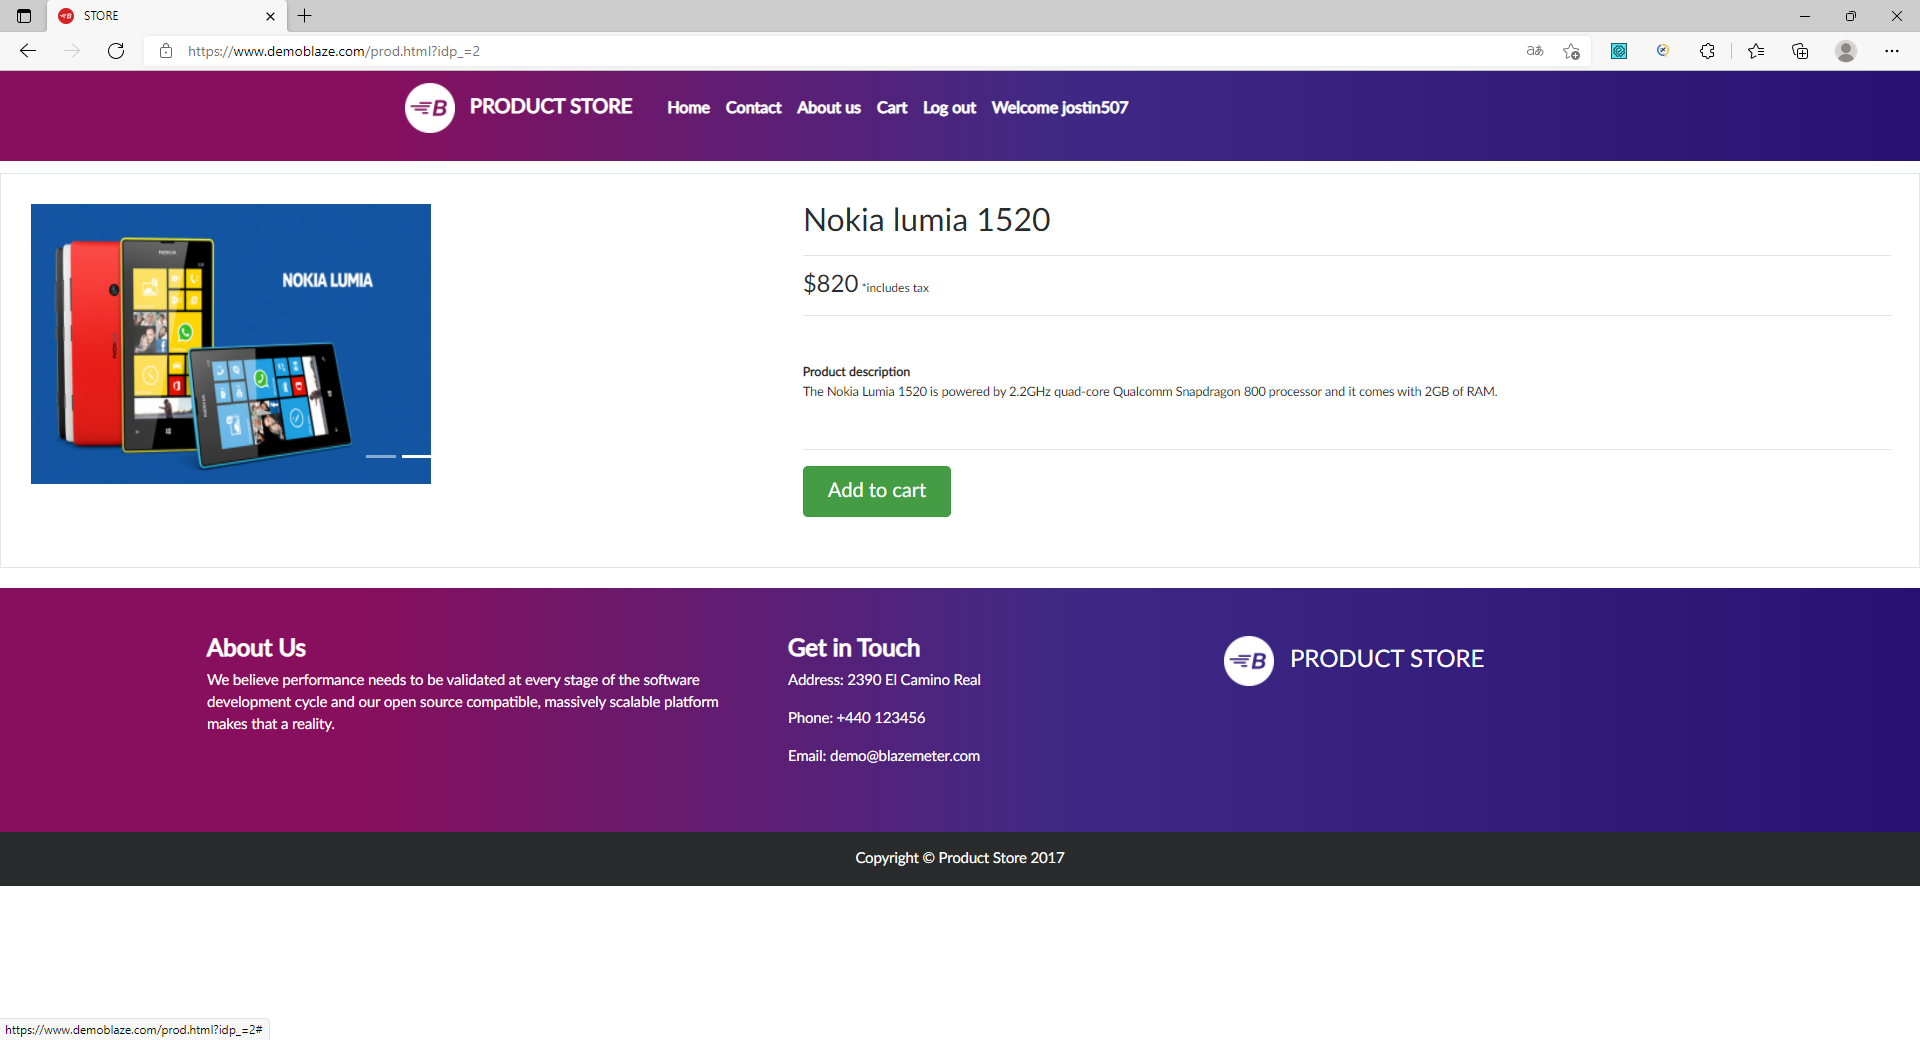 STORE
https://www.demoblaze.com/prod.html?idp_=2
PRODUCT STORE
Home Contact About us Cart Log out Welcome jostin507
NOKIA LUMIA
Nokia lumia 1520
$820 *includes tax
Product description
The Nokia Lumia 1520 is powered by 2.2GHz quad-core Qualcomm Snapdragon 800 processor and it comes with 2GB of RAM.
Add to cart
About Us
We believe performance needs to be validated at every stage of the software
development cycle and our open source compatible, massively scalable platform
makes that a reality.
Get in Touch
Address: 2390 El Camino Real
Phone: +440 123456
Email: demo@blazemeter.com
PRODUCT STORE
Copyright © Product Store 2017
https://www.demoblaze.com/prod.html?idp_=2#